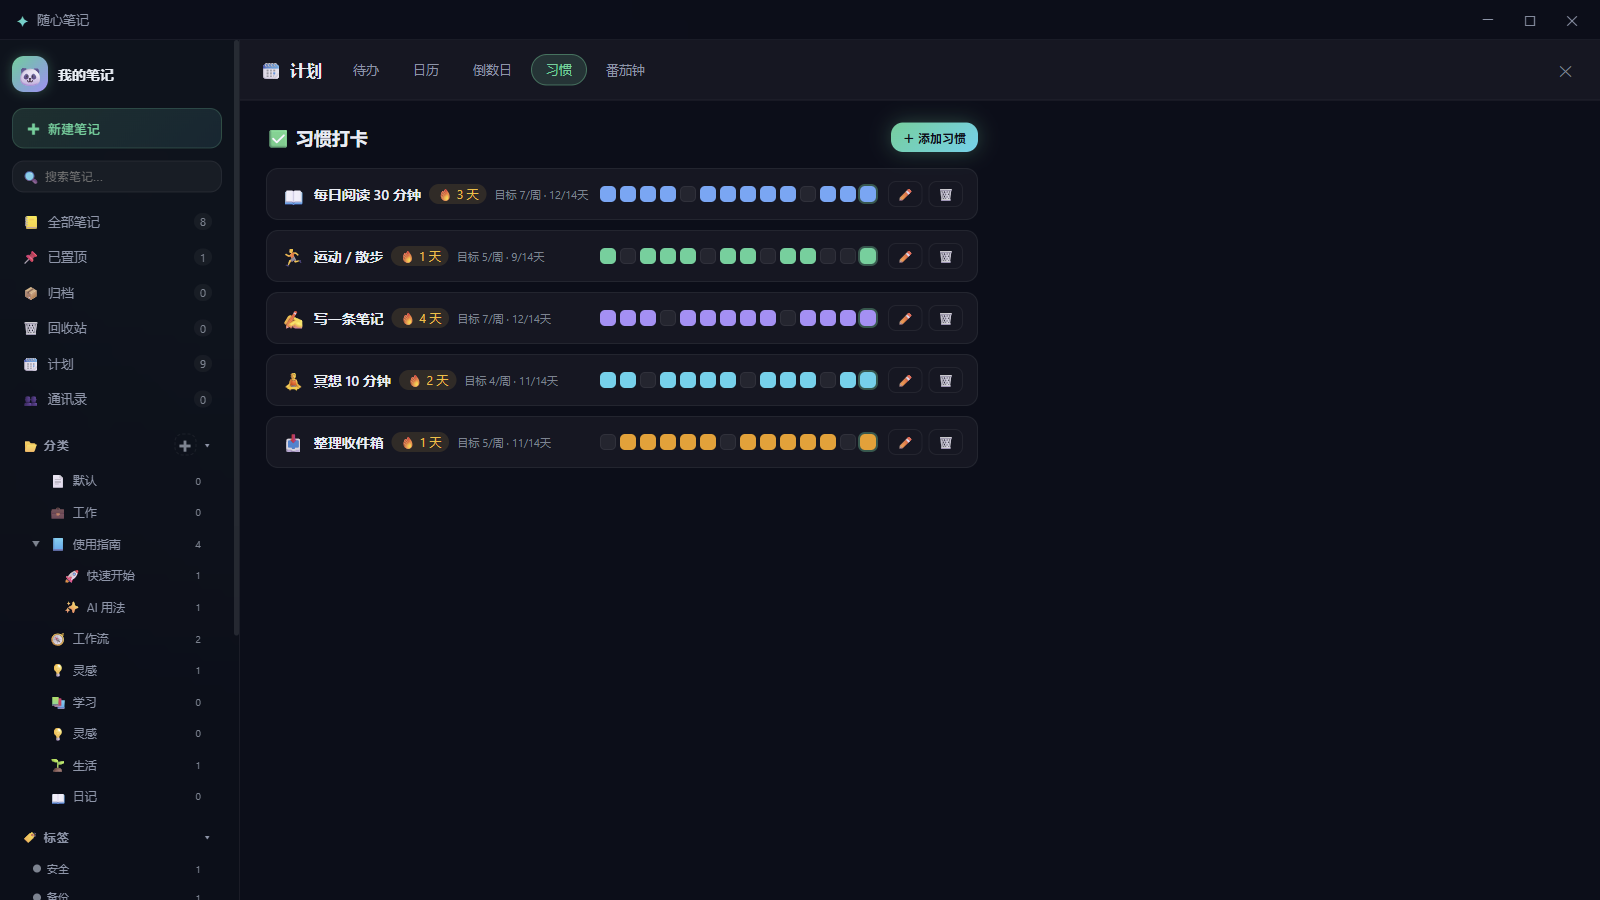 随心笔记
我的笔记
新建笔记
搜索笔记...
全部笔记 8
已置顶 1
归档 0
回收站 0
计划 9
通讯录 0
分类
默认 0
工作 0
使用指南 4
快速开始 1
AI 用法 1
工作流 2
灵感 1
学习 0
灵感 0
生活 1
日记 0
标签
安全 1
备份 1
计划 待办 日历 倒数日 习惯 番茄钟
习惯打卡 + 添加习惯
每日阅读 30 分钟 3 天 目标 7/周 · 12/14天
运动 / 散步 1 天 目标 5/周 · 9/14天
写一条笔记 4 天 目标 7/周 · 12/14天
冥想 10 分钟 2 天 目标 4/周 · 11/14天
整理收件箱 1 天 目标 5/周 · 11/14天